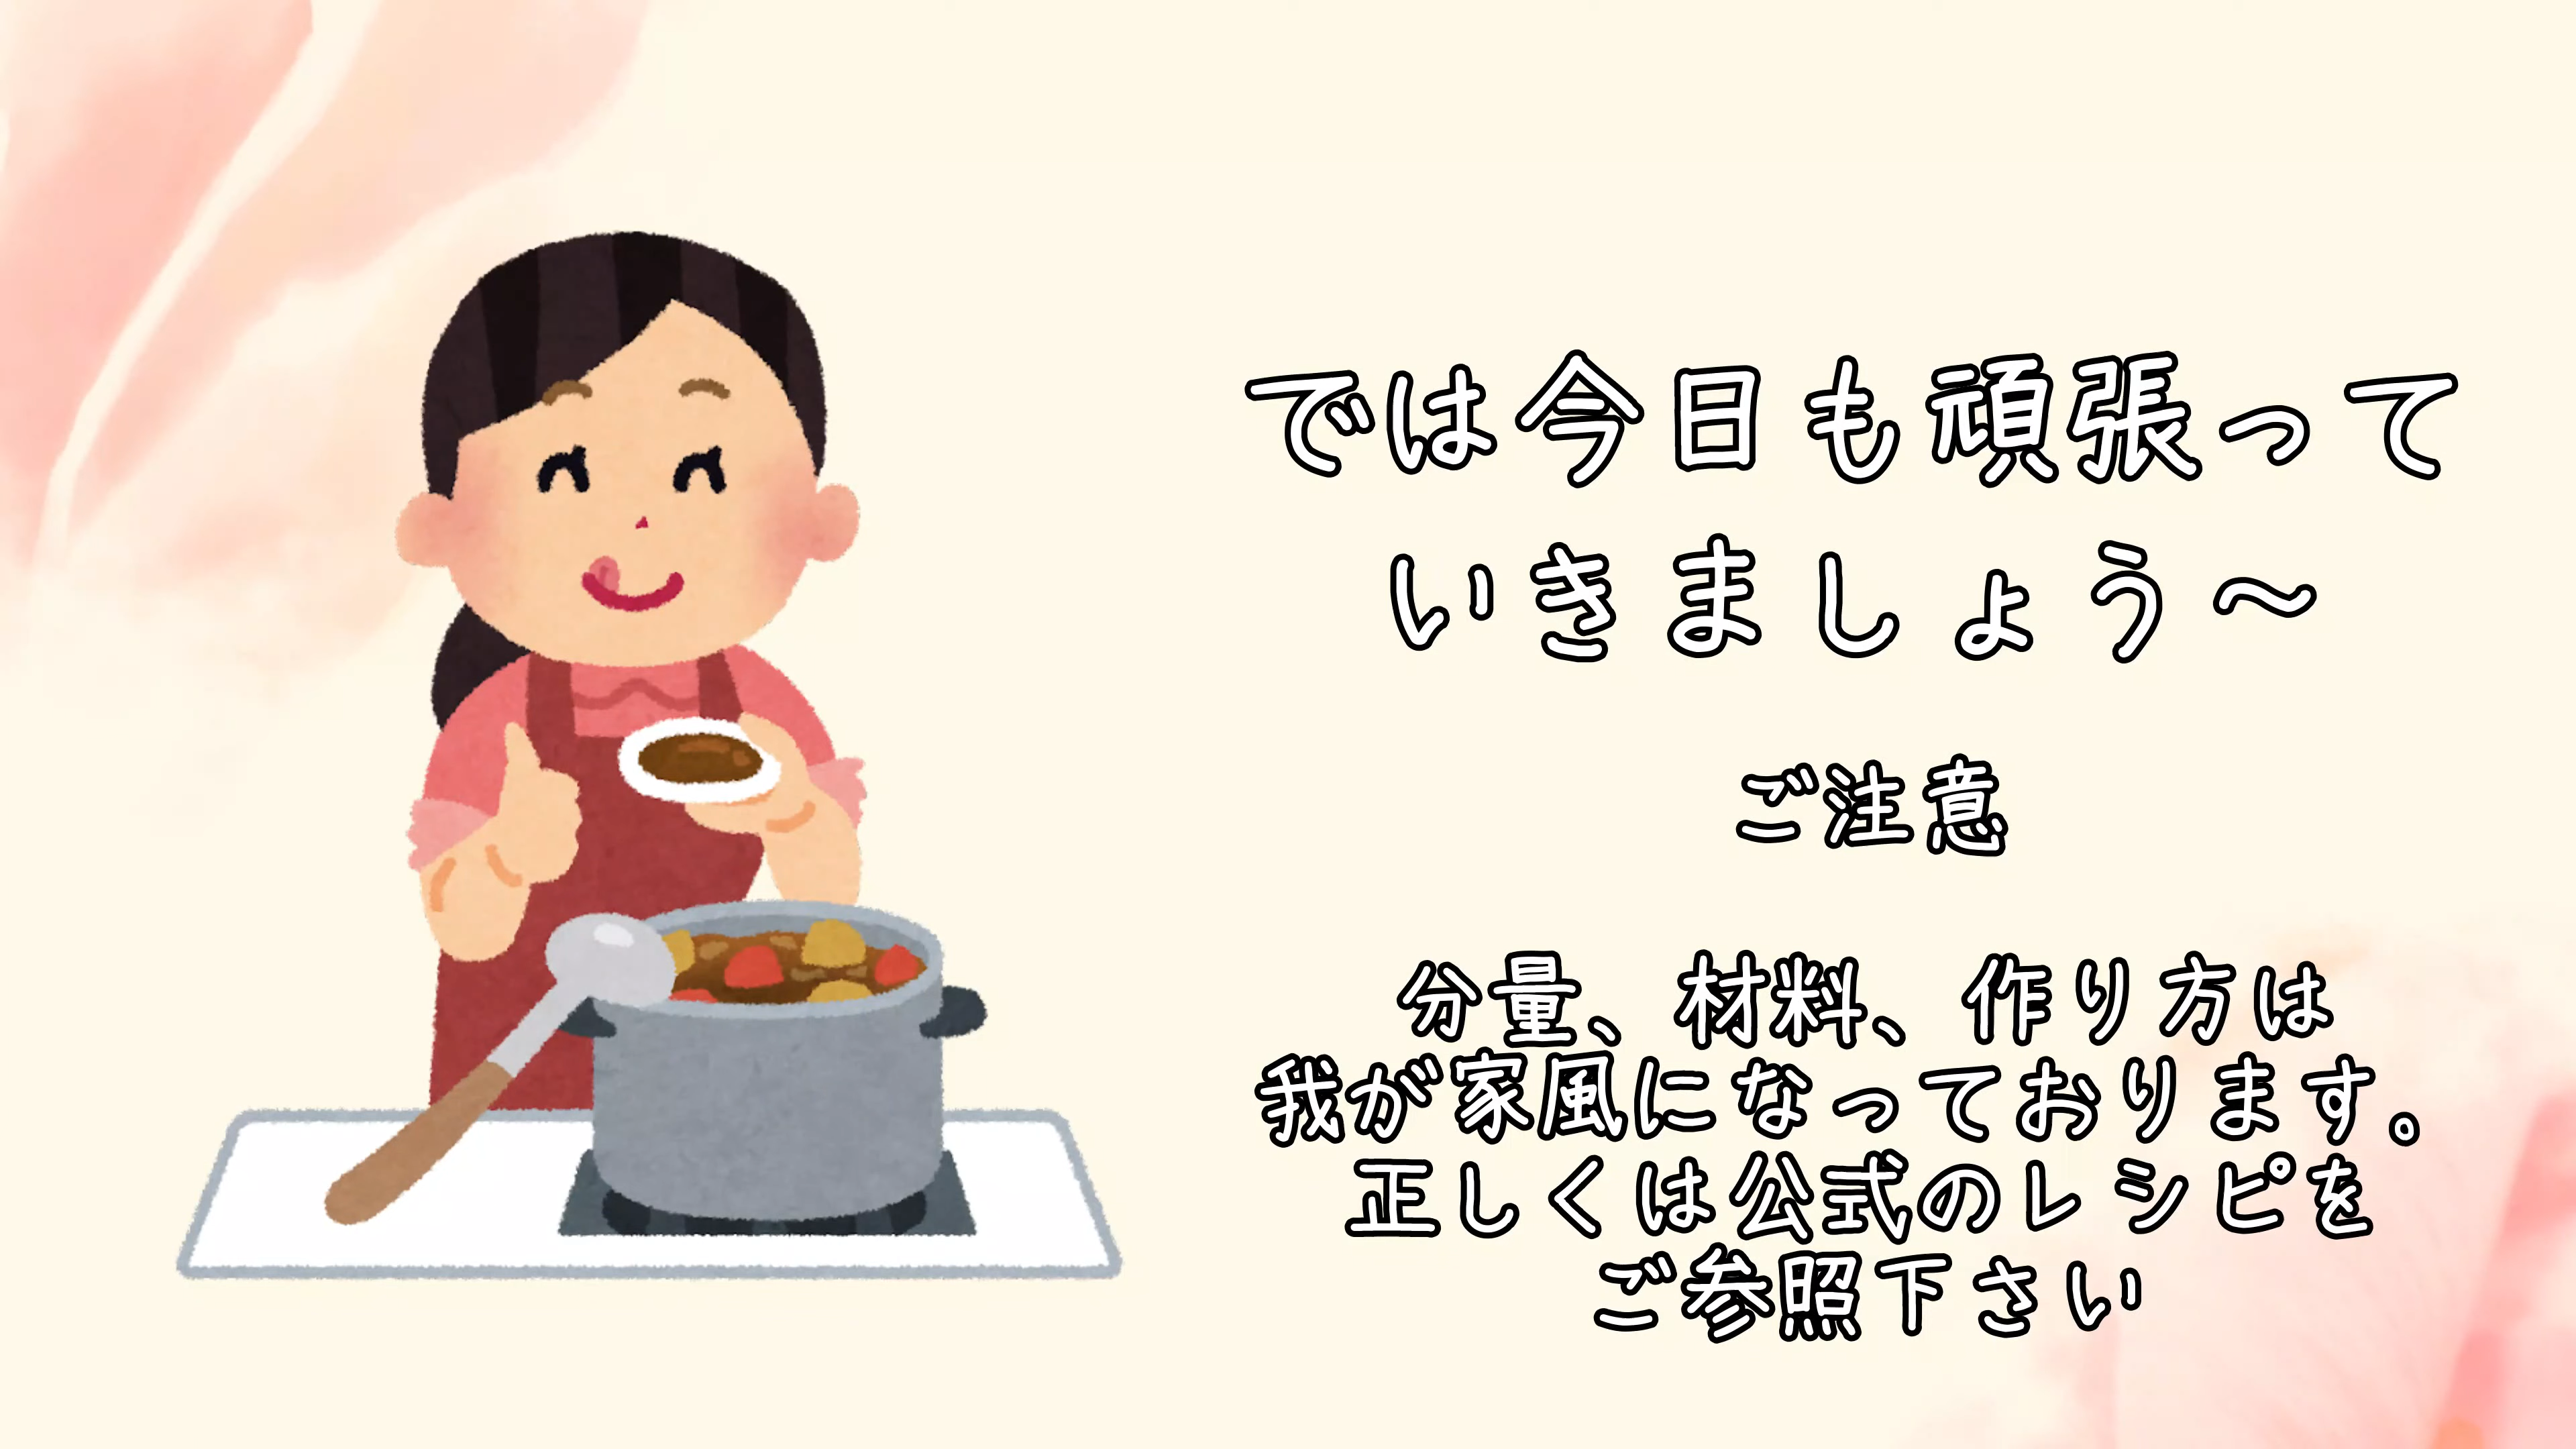 では今日も頑張って
いきましょう～
ご注意
分量、材料、作り方は
我が家風になっております。
正しくは公式のレシピを
ご参照下さい